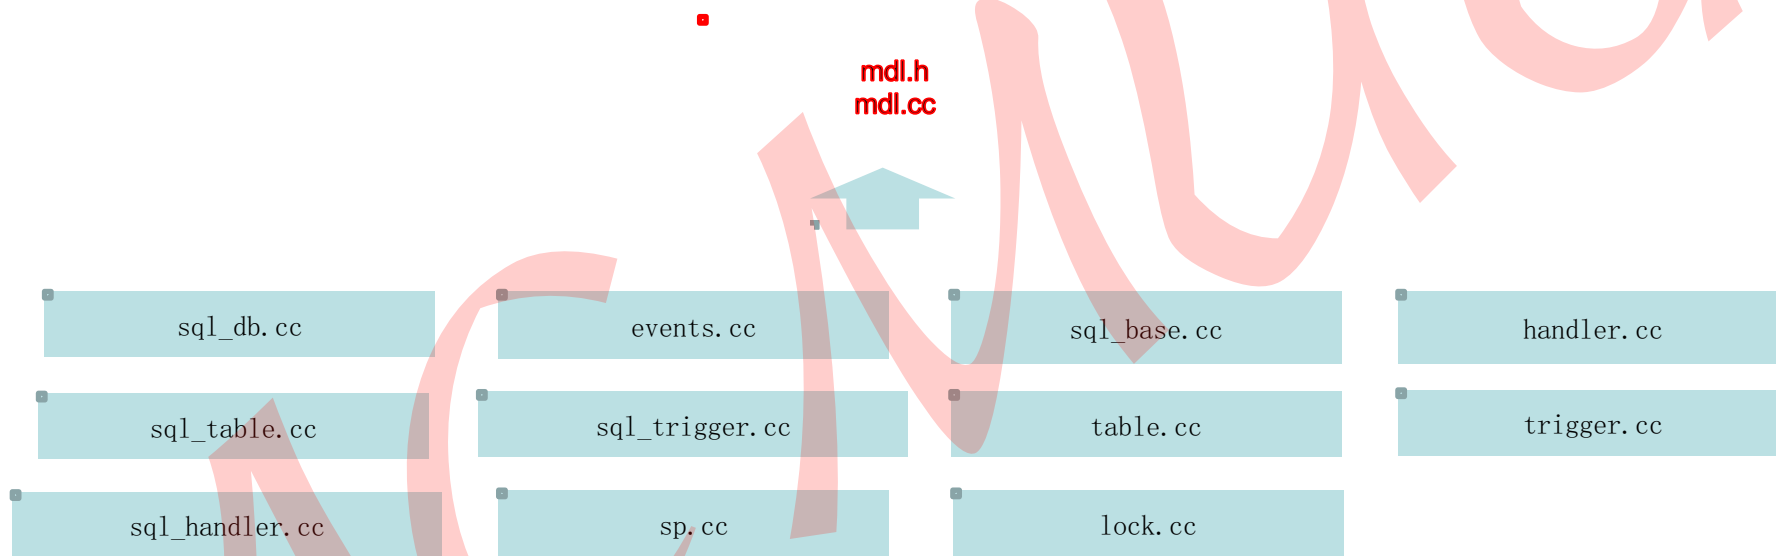 mdl.h
mdl.cc
sql_db.cc
events.cc
sql_base.cc
handler.cc
sql_table.cc
sql_trigger.cc
table.cc
trigger.cc
sql_handler.cc
sp.cc
lock.cc